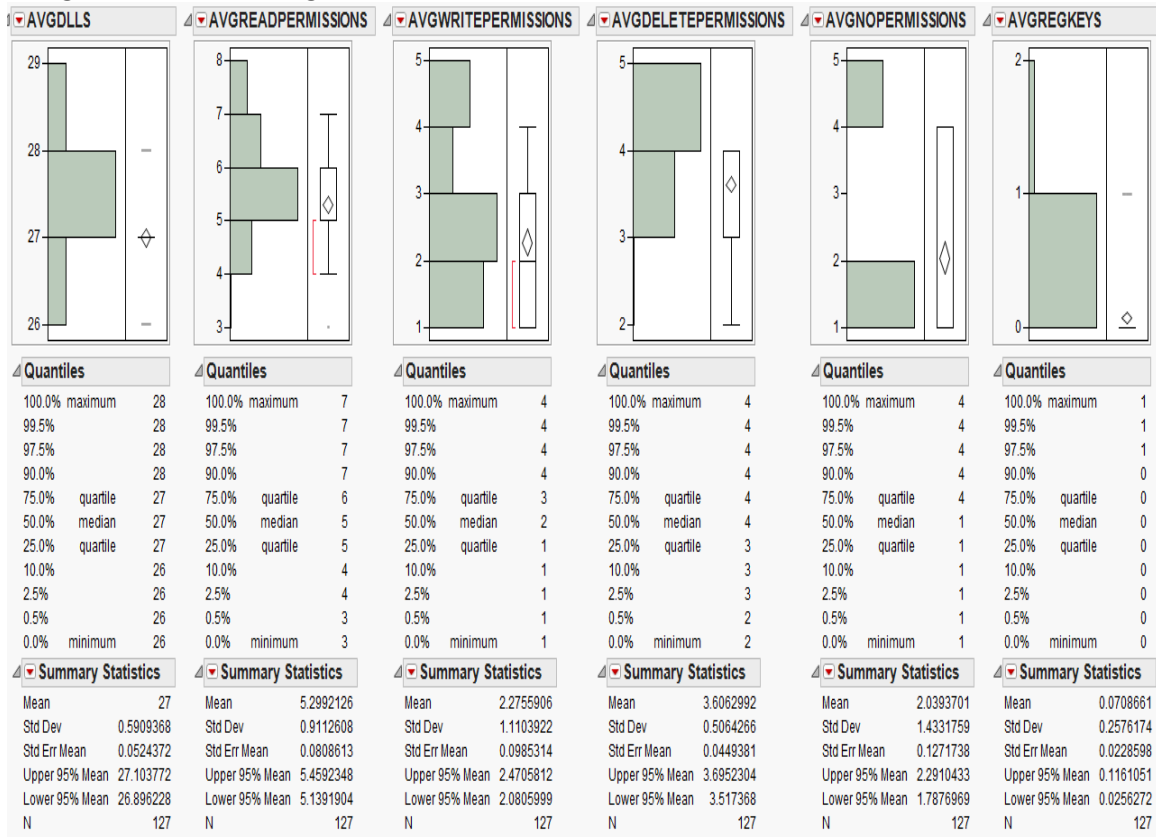 AVGDLLS AVGREADPERMISSIONS AVGWRITEPERMISSIONS AVGDELETEPERMISSIONS AVGNOPERMISSIONS AVGREGKEYS
29 8 5 5 5 2
28 7 4 4 4 1
27 6 3 3 3 0
26 5 2 2 2
4 1 1
3
Quantiles Quantiles Quantiles Quantiles Quantiles Quantiles
100.0% maximum 28 100.0% maximum 7 100.0% maximum 4 100.0% maximum 4 100.0% maximum 4 100.0% maximum 1
99.5% 28 99.5% 7 99.5% 4 99.5% 4 99.5% 4 99.5% 1
97.5% 28 97.5% 7 97.5% 4 97.5% 4 97.5% 4 97.5% 1
90.0% 28 90.0% 7 90.0% 4 90.0% 4 90.0% 4 90.0% 0
75.0% quartile 27 75.0% quartile 6 75.0% quartile 3 75.0% quartile 4 75.0% quartile 4 75.0% quartile 0
50.0% median 27 50.0% median 5 50.0% median 2 50.0% median 4 50.0% median 1 50.0% median 0
25.0% quartile 27 25.0% quartile 5 25.0% quartile 1 25.0% quartile 3 25.0% quartile 1 25.0% quartile 0
10.0% 26 10.0% 4 10.0% 1 10.0% 3 10.0% 1 10.0% 0
2.5% 26 2.5% 4 2.5% 1 2.5% 3 2.5% 1 2.5% 0
0.5% 26 0.5% 3 0.5% 1 0.5% 2 0.5% 1 0.5% 0
0.0% minimum 26 0.0% minimum 3 0.0% minimum 1 0.0% minimum 2 0.0% minimum 1 0.0% minimum 0
Summary Statistics Summary Statistics Summary Statistics Summary Statistics Summary Statistics Summary Statistics
Mean 27 Mean 5.2992126 Mean 2.2755906 Mean 3.6062992 Mean 2.0393701 Mean 0.0708661
Std Dev 0.5909368 Std Dev 0.9112608 Std Dev 1.1103922 Std Dev 0.5064266 Std Dev 1.4331759 Std Dev 0.2576174
Std Err Mean 0.0524372 Std Err Mean 0.0808613 Std Err Mean 0.0985314 Std Err Mean 0.0449381 Std Err Mean 0.1271738 Std Err Mean 0.0228598
Upper 95% Mean 27.103772 Upper 95% Mean 5.4592348 Upper 95% Mean 2.4705812 Upper 95% Mean 3.6952304 Upper 95% Mean 2.2910433 Upper 95% Mean 0.1161051
Lower 95% Mean 26.896228 Lower 95% Mean 5.1391904 Lower 95% Mean 2.0805999 Lower 95% Mean 3.517368 Lower 95% Mean 1.7876969 Lower 95% Mean 0.0256272
N 127 N 127 N 127 N 127 N 127 N 127